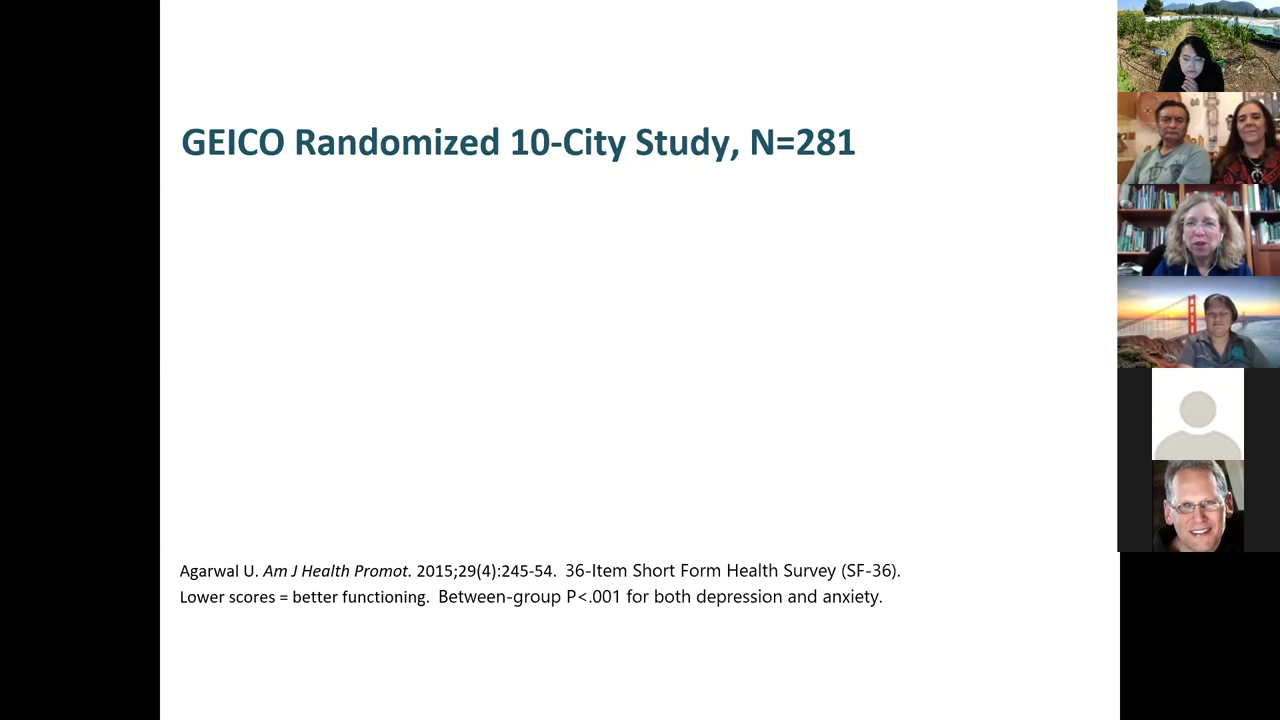 GEICO Randomized 10-City Study, N=281
Agarwal U. Am J Health Promot. 2015;29(4):245-54. 36-Item Short Form Health Survey (SF-36).
Lower scores = better functioning. Between-group P<.001 for both depression and anxiety.